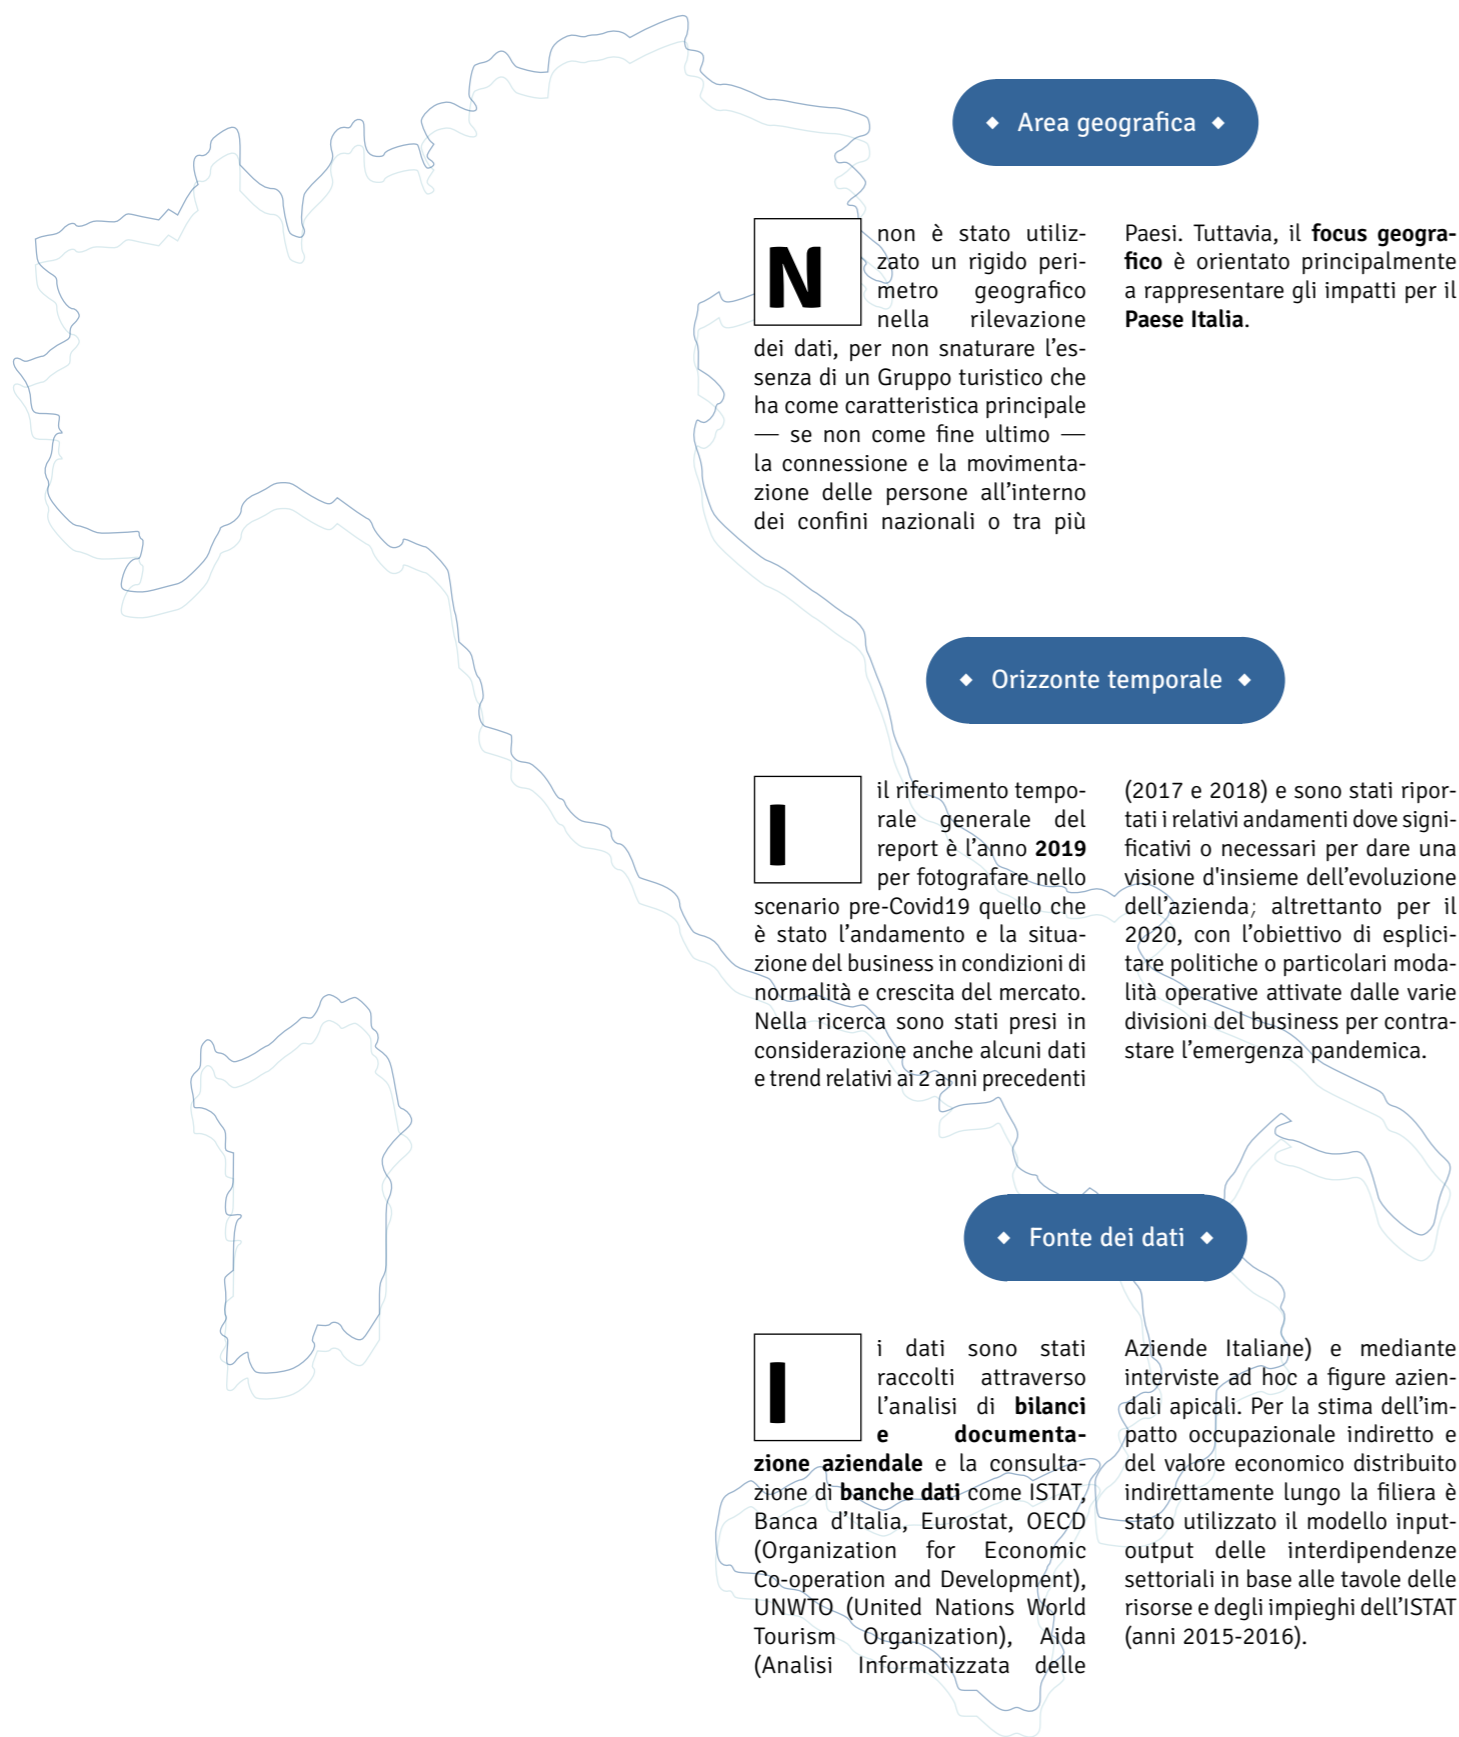 Area geografica
N
non è stato utiliz-
zato un rigido peri-
metro geografico
nella rilevazione
dei dati, per non snaturare l’es-
senza di un Gruppo turistico che
ha come caratteristica principale
— se non come fine ultimo —
la connessione e la movimenta-
zione delle persone all’interno
dei confini nazionali o tra più
Paesi. Tuttavia, il focus geogra-
fico è orientato principalmente
a rappresentare gli impatti per il
Paese Italia.
Orizzonte temporale
I
il riferimento tempo-
rale generale del
report è l’anno 2019
per fotografare nello
scenario pre-Covid19 quello che
è stato l’andamento e la situa-
zione del business in condizioni di
normalità e crescita del mercato.
Nella ricerca sono stati presi in
considerazione anche alcuni dati
e trend relativi ai 2 anni precedenti
(2017 e 2018) e sono stati ripor-
tati i relativi andamenti dove signi-
ficativi o necessari per dare una
visione d'insieme dell’evoluzione
dell’azienda; altrettanto per il
2020, con l’obiettivo di esplici-
tare politiche o particolari moda-
lità operative attivate dalle varie
divisioni del business per contra-
stare l’emergenza pandemica.
Fonte dei dati
I
i dati sono stati
raccolti attraverso
l’analisi di bilanci
e documenta-
zione aziendale e la consulta-
zione di banche dati come ISTAT,
Banca d’Italia, Eurostat, OECD
(Organization for Economic
Co-operation and Development),
UNWTO (United Nations World
Tourism Organization), Aida
(Analisi Informatizzata delle
Aziende Italiane) e mediante
interviste ad hoc a figure azien-
dali apicali. Per la stima dell’im-
patto occupazionale indiretto e
del valore economico distribuito
indirettamente lungo la filiera è
stato utilizzato il modello input-
output delle interdipendenze
settoriali in base alle tavole delle
risorse e degli impieghi dell’ISTAT
(anni 2015-2016).